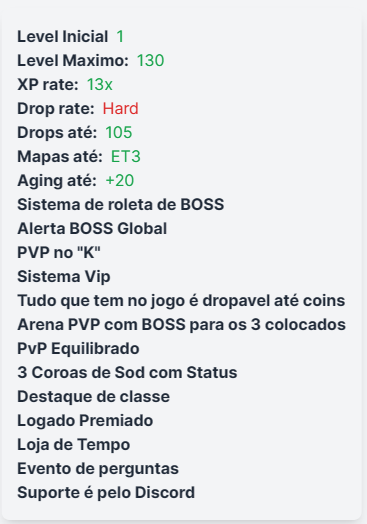 Level Inicial 1
Level Maximo: 130
XP rate: 13x
Drop rate: Hard
Drops até: 105
Mapas até: ET3
Aging até: +20
Sistema de roleta de BOSS
Alerta BOSS Global
PVP no "K"
Sistema Vip
Tudo que tem no jogo é dropavel até coins
Arena PVP com BOSS para os 3 colocados
PvP Equilibrado
3 Coroas de Sod com Status
Destaque de classe
Logado Premiado
Loja de Tempo
Evento de perguntas
Suporte é pelo Discord